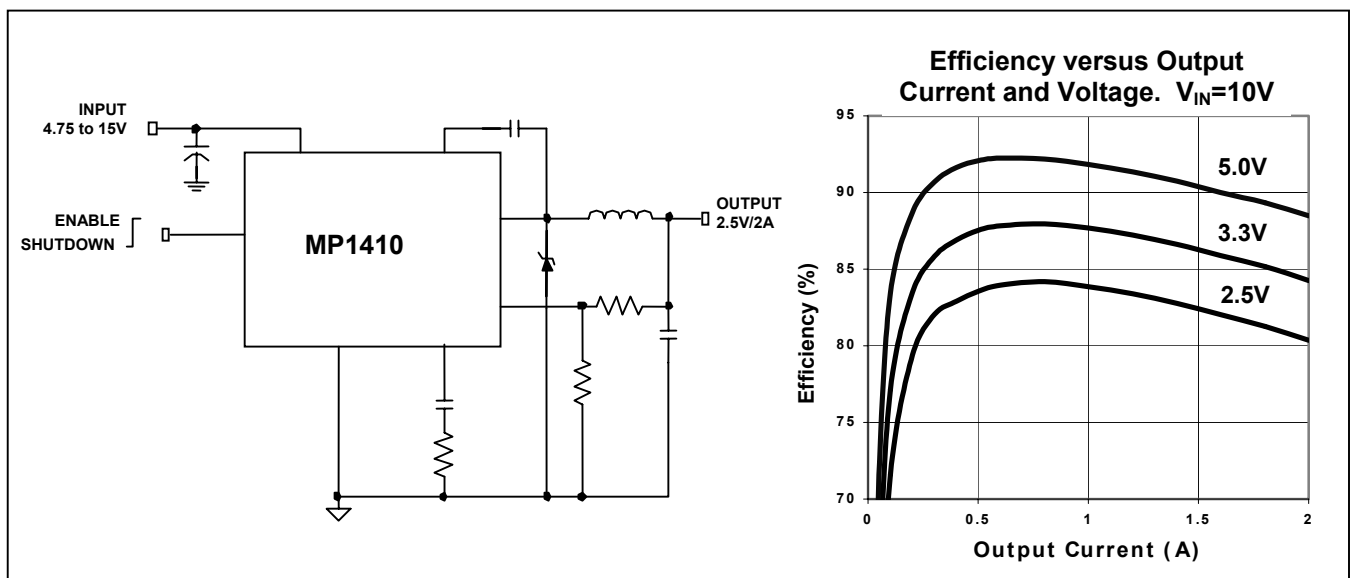 INPUT
4.75 to 15V
ENABLE
SHUTDOWN
MP1410
OUTPUT
2.5V/2A
Efficiency versus Output
Current and Voltage. VIN=10V
Efficiency (%)
95
90
85
80
75
70
5.0V
3.3V
2.5V
0
0.5
1
1.5
2
Output Current (A)